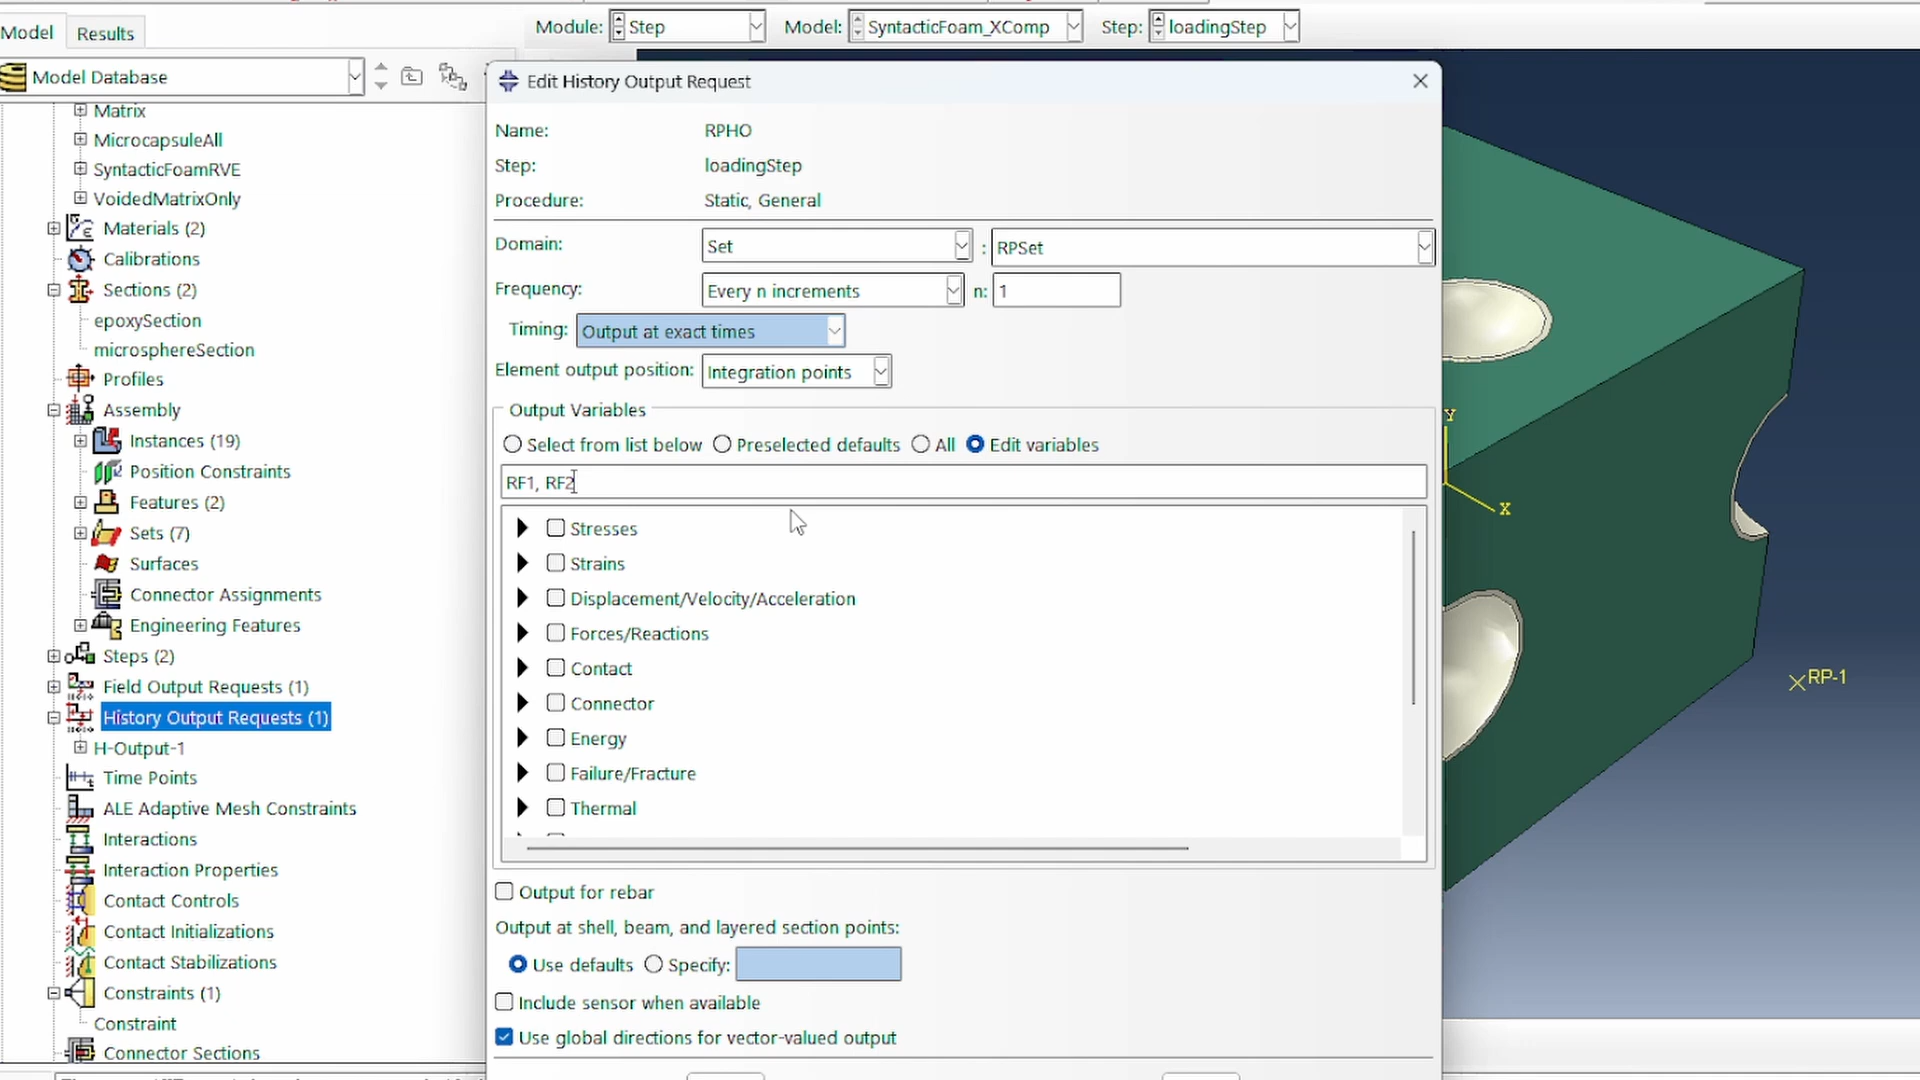 Module: Step Model: SyntacticFoam_XComp Step: loadingStep
Model Results
Model Database
Matrix
MicrocapsuleAll
SyntacticFoamRVE
VoidedMatrixOnly
Materials (2)
Calibrations
Sections (2)
epoxySection
microsphereSection
Profiles
Assembly
Instances (19)
Position Constraints
Features (2)
Sets (7)
Surfaces
Connector Assignments
Engineering Features
Steps (2)
Field Output Requests (1)
History Output Requests (1)
H-Output-1
Time Points
ALE Adaptive Mesh Constraints
Interactions
Interaction Properties
Contact Controls
Contact Initializations
Contact Stabilizations
Constraints (1)
Constraint
Connector Sections
Edit History Output Request
Name: RPHO
Step: loadingStep
Procedure: Static, General
Domain: Set : RPSet
Frequency: Every n increments n: 1
Timing: Output at exact times
Element output position: Integration points
Output Variables
Select from list below Preselected defaults All Edit variables
RF1, RF2
Stresses
Strains
Displacement/Velocity/Acceleration
Forces/Reactions
Contact
Connector
Energy
Failure/Fracture
Thermal
Output for rebar
Output at shell, beam, and layered section points:
Use defaults Specify:
Include sensor when available
Use global directions for vector-valued output
Y
X
RP-1